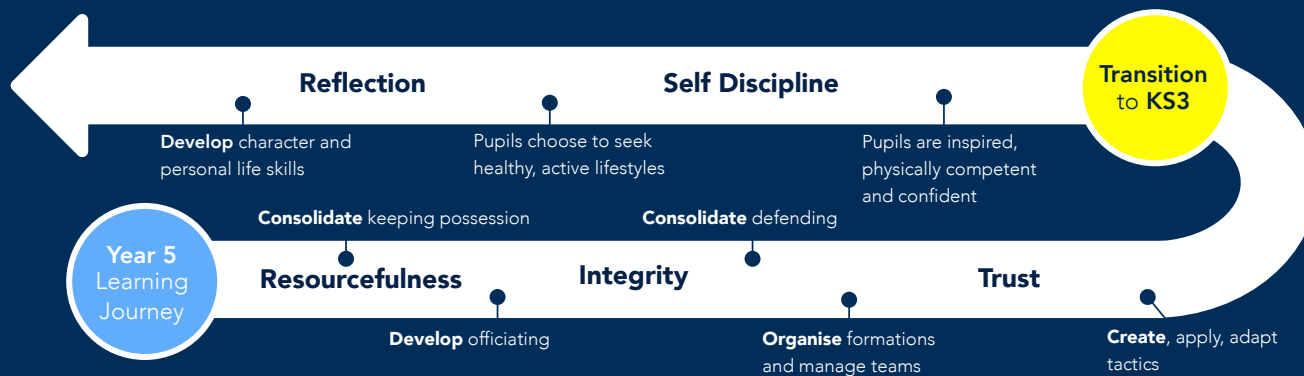 Reflection
Self Discipline
Transition
to KS3
Develop character and
personal life skills
Pupils choose to seek
healthy, active lifestyles
Pupils are inspired,
physically competent
and confident
Consolidate keeping possession
Consolidate defending
Year 5
Learning
Journey
Resourcefulness
Integrity
Trust
Develop officiating
Organise formations
and manage teams
Create, apply, adapt
tactics